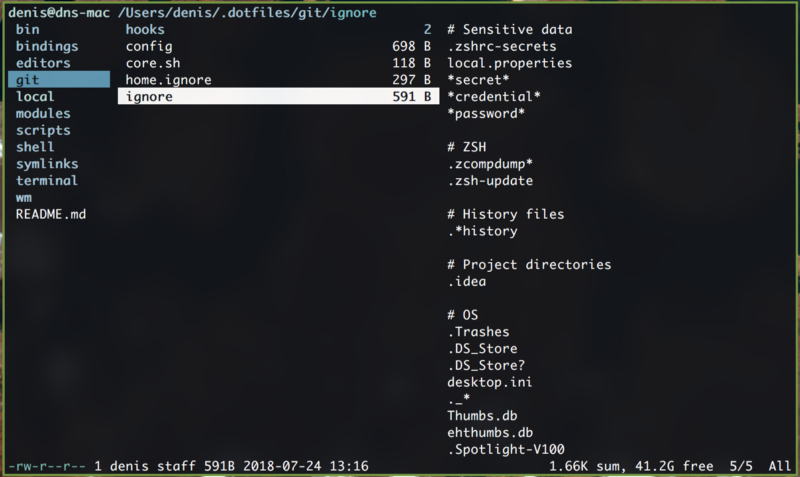 denis@dns-mac /Users/denis/.dotfiles/git/ignore
bin
bindings
editors
git
local
modules
scripts
shell
symlinks
terminal
wm
README.md
hooks 2
config 698 B
core.sh 118 B
home.ignore 297 B
ignore 591 B
# Sensitive data
.zshrc-secrets
local.properties
*secret*
*credential*
*password*
# ZSH
.zcompdump*
.zsh-update
# History files
.*history
# Project directories
.idea
# OS
.Trashes
.DS_Store
.DS_Store?
desktop.ini
._*
Thumbs.db
ehthumbs.db
.Spotlight-V100
-rw-r--r-- 1 denis staff 591B 2018-07-24 13:16 1.66K sum, 41.2G free 5/5 All